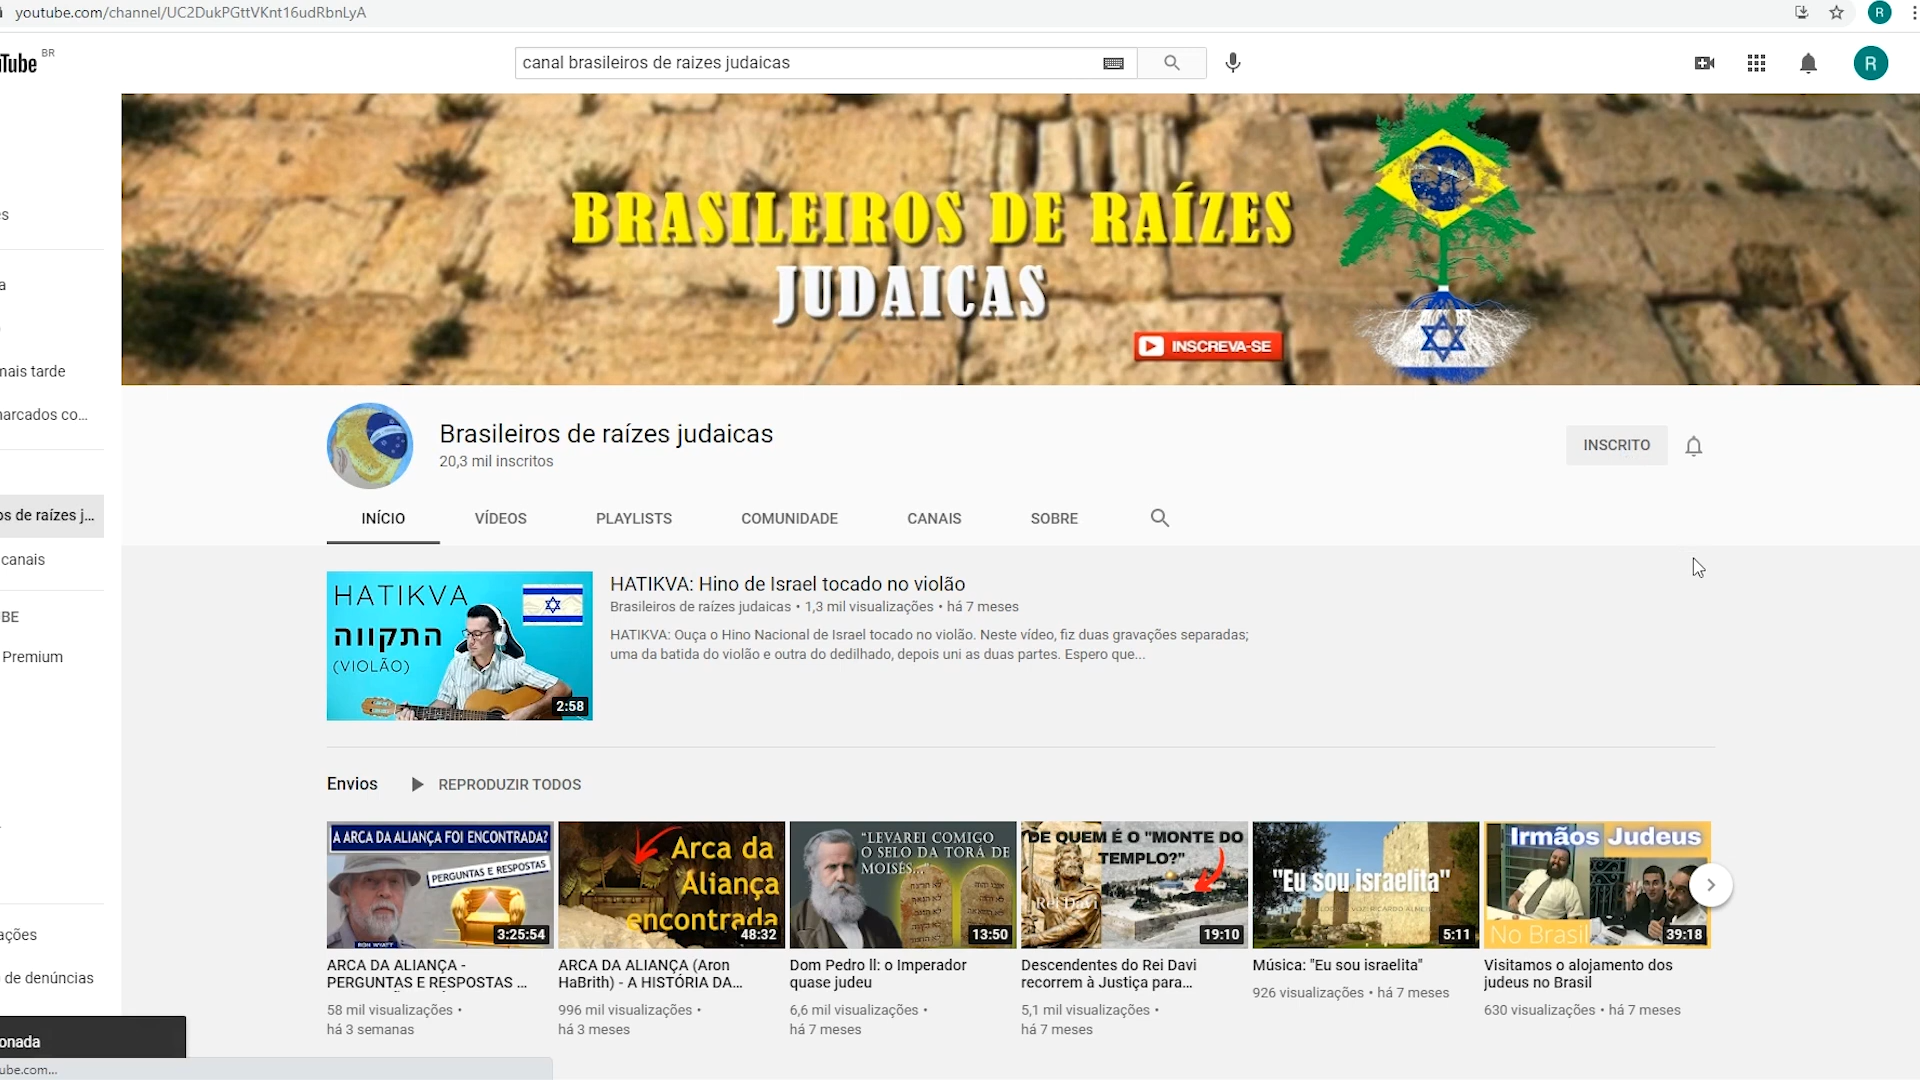 youtube.com/channel/UC2DukPGttVKnt16udRbnLyA
Tube BR
canal brasileiros de raizes judaicas
R
R
BRASILEIROS DE RAÍZES
JUDAICAS
INSCREVA-SE
mais tarde
marcados co...
os de raízes j...
canais
BE
Premium
ações
de denúncias
onada
ube.com...
Brasileiros de raízes judaicas
20,3 mil inscritos
INSCRITO
INÍCIO VÍDEOS PLAYLISTS COMUNIDADE CANAIS SOBRE
HATIKVA
התקווה
(VIOLÃO)
2:58
HATIKVA: Hino de Israel tocado no violão
Brasileiros de raízes judaicas • 1,3 mil visualizações • há 7 meses
HATIKVA: Ouça o Hino Nacional de Israel tocado no violão. Neste vídeo, fiz duas gravações separadas;
uma da batida do violão e outra do dedilhado, depois uni as duas partes. Espero que...
Envios REPRODUZIR TODOS
A ARCA DA ALIANÇA FOI ENCONTRADA?
PERGUNTAS E RESPOSTAS
RON WYATT
3:25:54
ARCA DA ALIANÇA -
PERGUNTAS E RESPOSTAS ...
58 mil visualizações •
há 3 semanas
Arca da
Aliança
encontrada
48:32
ARCA DA ALIANÇA (Aron
HaBrith) - A HISTÓRIA DA...
996 mil visualizações •
há 3 meses
"LEVAREI COMIGO
O SELO DA TORÁ DE
MOISÉS...
13:50
Dom Pedro ll: o Imperador
quase judeu
6,6 mil visualizações •
há 7 meses
DE QUEM É O "MONTE DO
TEMPLO?"
Rei Davi
19:10
Descendentes do Rei Davi
recorrem à Justiça para...
5,1 mil visualizações •
há 7 meses
"Eu sou israelita"
5:11
Música: "Eu sou israelita"
926 visualizações • há 7 meses
Irmãos Judeus
No Brasil
39:18
Visitamos o alojamento dos
judeus no Brasil
630 visualizações • há 7 meses